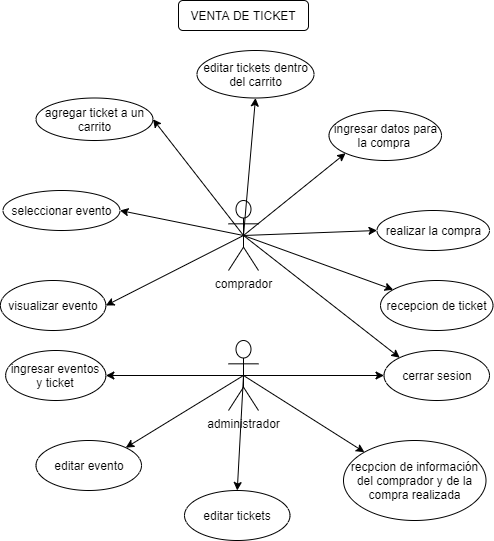 VENTA DE TICKET
editar tickets dentro
del carrito
agregar ticket a un
carrito
ingresar datos para
la compra
seleccionar evento
realizar la compra
comprador
visualizar evento
recepcion de ticket
ingresar eventos
y ticket
cerrar sesion
administrador
editar evento
recpcion de información
del comprador y de la
compra realizada
editar tickets